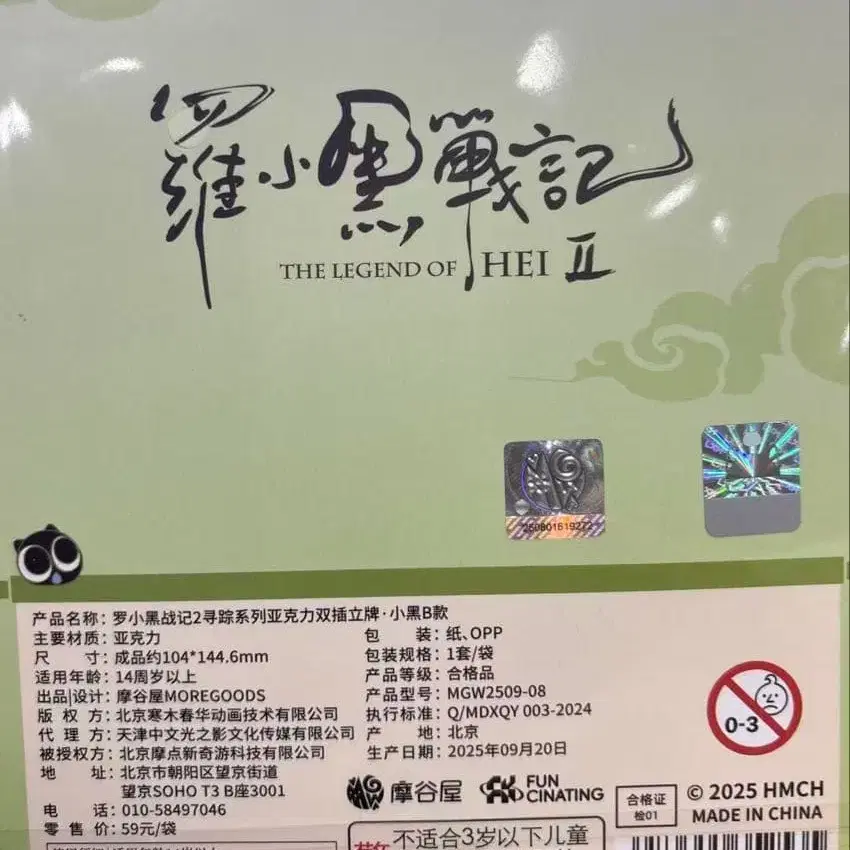 羅小黑戰記
THE LEGEND OF HEI II
250801619272
产品名称：罗小黑战记2寻踪系列亚克力双插立牌·小黑B款
主要材质：亚克力
尺寸：成品约104*144.6mm
适用年龄：14周岁以上
出品|设计：摩谷屋MOREGOODS
版权方：北京寒木春华动画技术有限公司
代理方：天津中文光之影文化传媒有限公司
被授权方：北京摩点新奇游科技有限公司
地址：北京市朝阳区望京街道
望京SOHO T3 B座3001
电话：010-58497046
零售价：59元/袋
包装：纸、OPP
包装规格：1套/袋
产品等级：合格品
产品型号：MGW2509-08
执行标准：Q/MDXQY 003-2024
产地：北京
生产日期：2025年09月20日
0-3
摩谷屋
FUN
CINATING
合格证
检01
© 2025 HMCH
MADE IN CHINA
不适合3岁以下儿童